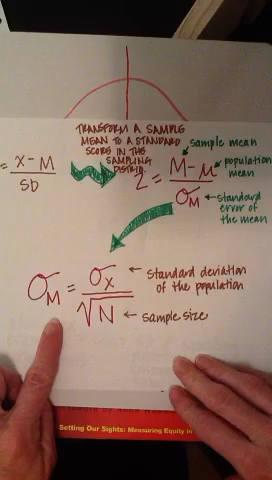 TRANSFORM A SAMPLE
MEAN TO A STANDARD
SCORE IN THE
SAMPLING
DISTRIB.
= X - M
SD
Z = M - μ
σM
sample mean
population
mean
standard
error of
the mean
σM = σX
√N
standard deviation
of the population
sample size
Setting Our Sights: Measuring Equity in